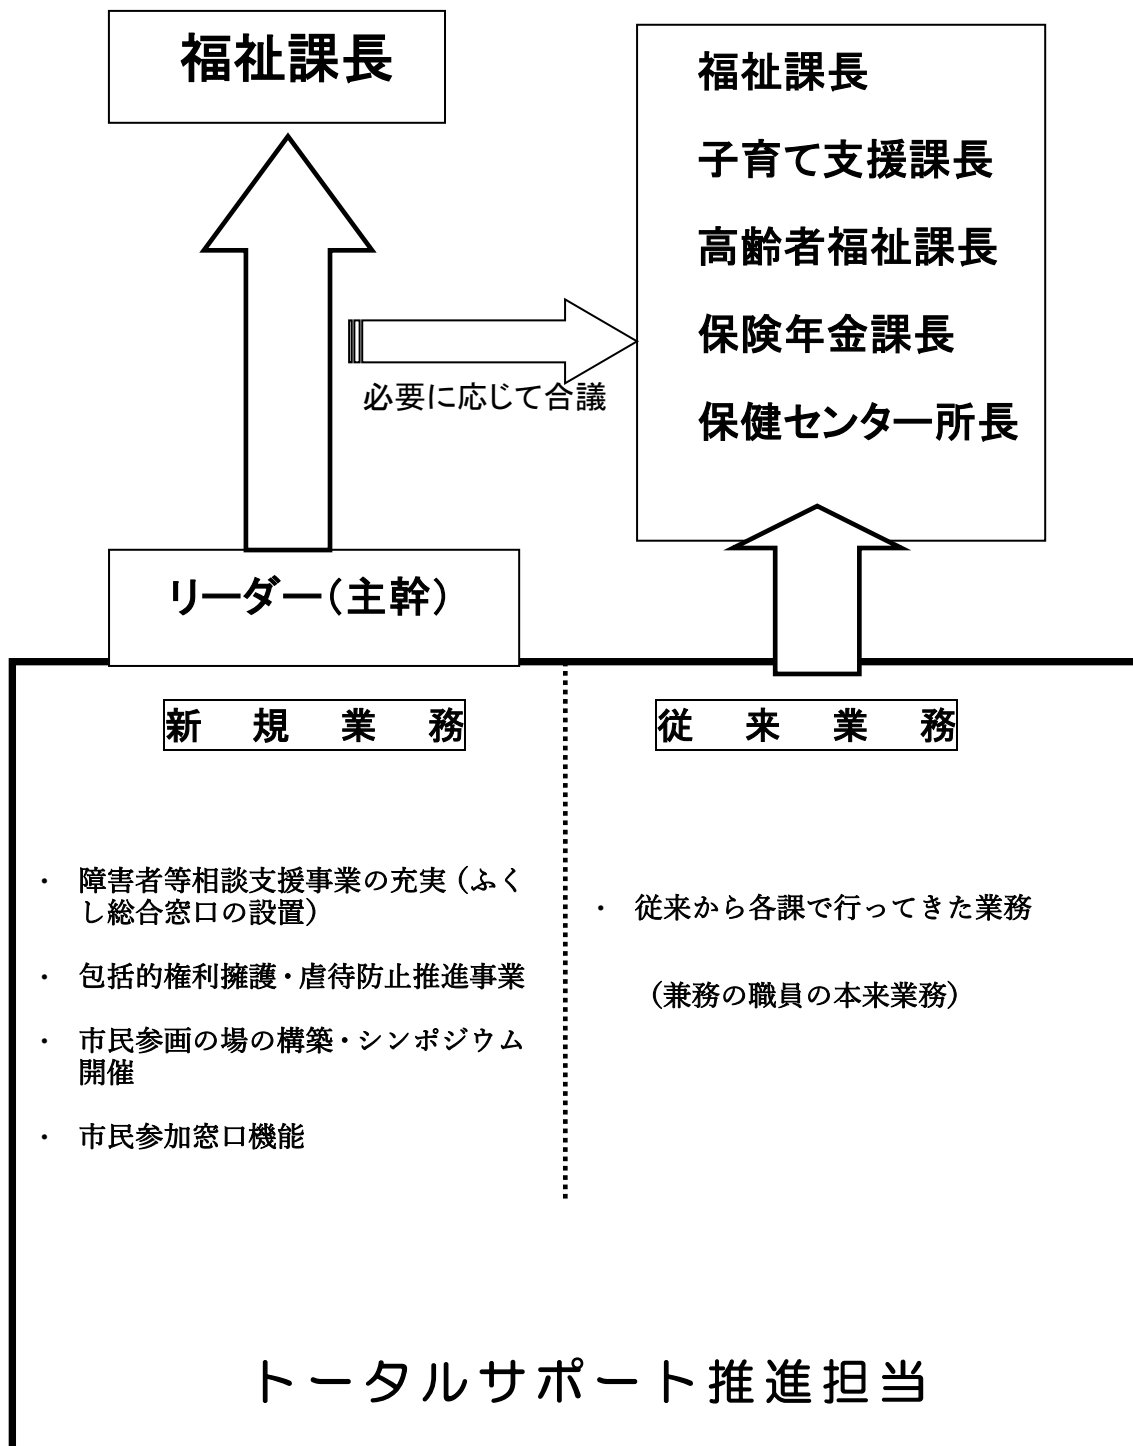 福祉課長
福祉課長
子育て支援課長
高齢者福祉課長
保険年金課長
保健センター所長
必要に応じて合議
リーダー(主幹)
新規業務
・ 障害者等相談支援事業の充実(ふく
し総合窓口の設置)
・ 包括的権利擁護・虐待防止推進事業
・ 市民参画の場の構築・シンポジウム
開催
・ 市民参加窓口機能
従来業務
・ 従来から各課で行ってきた業務
(兼務の職員の本来業務)
トータルサポート推進担当